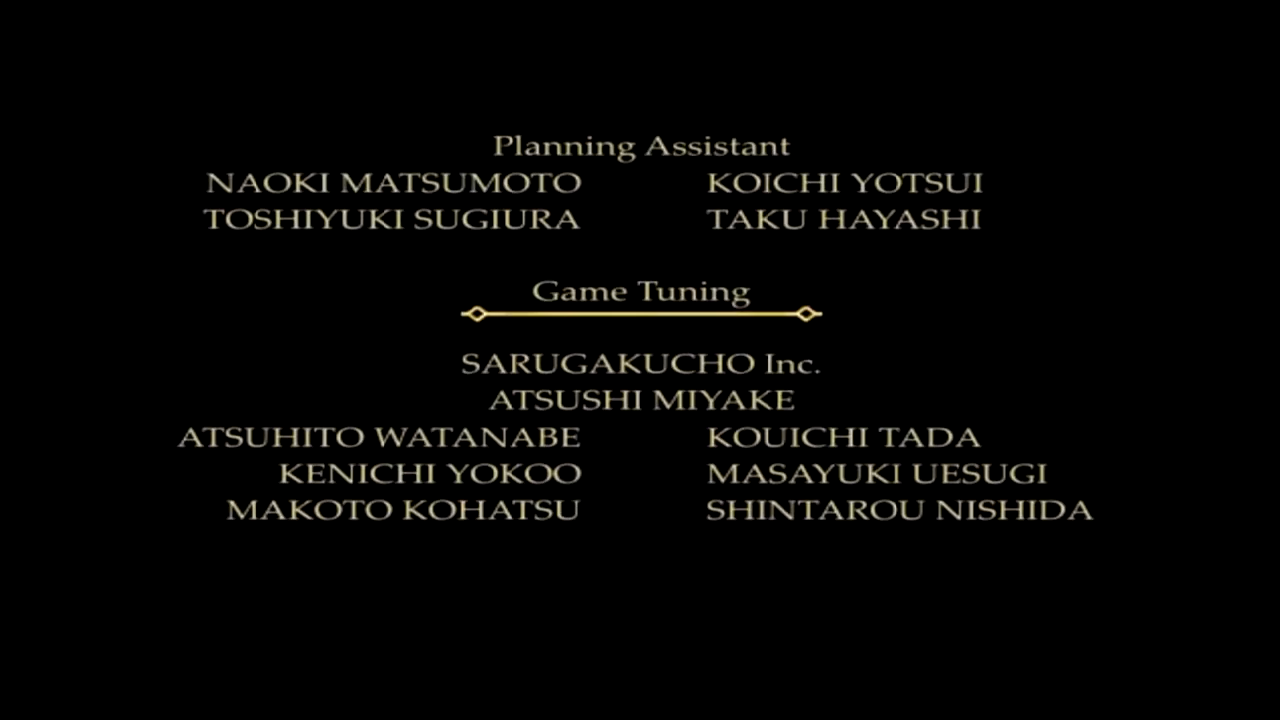 Planning Assistant
NAOKI MATSUMOTO KOICHI YOTSUI
TOSHIYUKI SUGIURA TAKU HAYASHI
Game Tuning
SARUGAKUCHO Inc.
ATSUSHI MIYAKE
ATSUHITO WATANABE KOUICHI TADA
KENICHI YOKOO MASAYUKI UESUGI
MAKOTO KOHATSU SHINTAROU NISHIDA